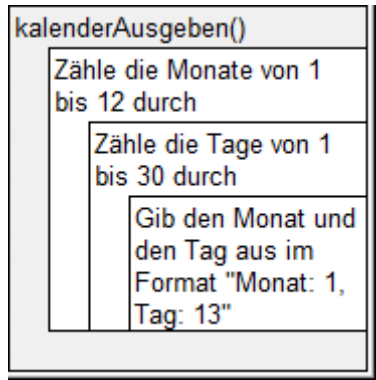 kalenderAusgeben()
Zähle die Monate von 1
bis 12 durch
Zähle die Tage von 1
bis 30 durch
Gib den Monat und
den Tag aus im
Format "Monat: 1,
Tag: 13"